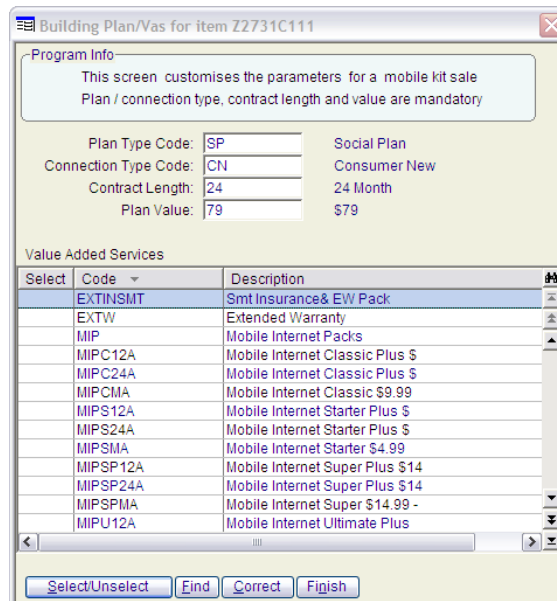 Building Plan/Vas for item Z2731C111
Program Info
This screen customises the parameters for a mobile kit sale
Plan / connection type, contract length and value are mandatory
Plan Type Code: SP Social Plan
Connection Type Code: CN Consumer New
Contract Length: 24 24 Month
Plan Value: 79 $79
Value Added Services
Select Code Description
EXTINSMT Smt Insurance& EW Pack
EXTW Extended Warranty
MIP Mobile Internet Packs
MIPC12A Mobile Internet Classic Plus $
MIPC24A Mobile Internet Classic Plus $
MIPCMA Mobile Internet Classic $9.99
MIPS12A Mobile Internet Starter Plus $
MIPS24A Mobile Internet Starter Plus $
MIPSMA Mobile Internet Starter $4.99
MIPSP12A Mobile Internet Super Plus $14
MIPSP24A Mobile Internet Super Plus $14
MIPSPMA Mobile Internet Super $14.99 -
MIPU12A Mobile Internet Ultimate Plus
Select/Unselect Find Correct Finish